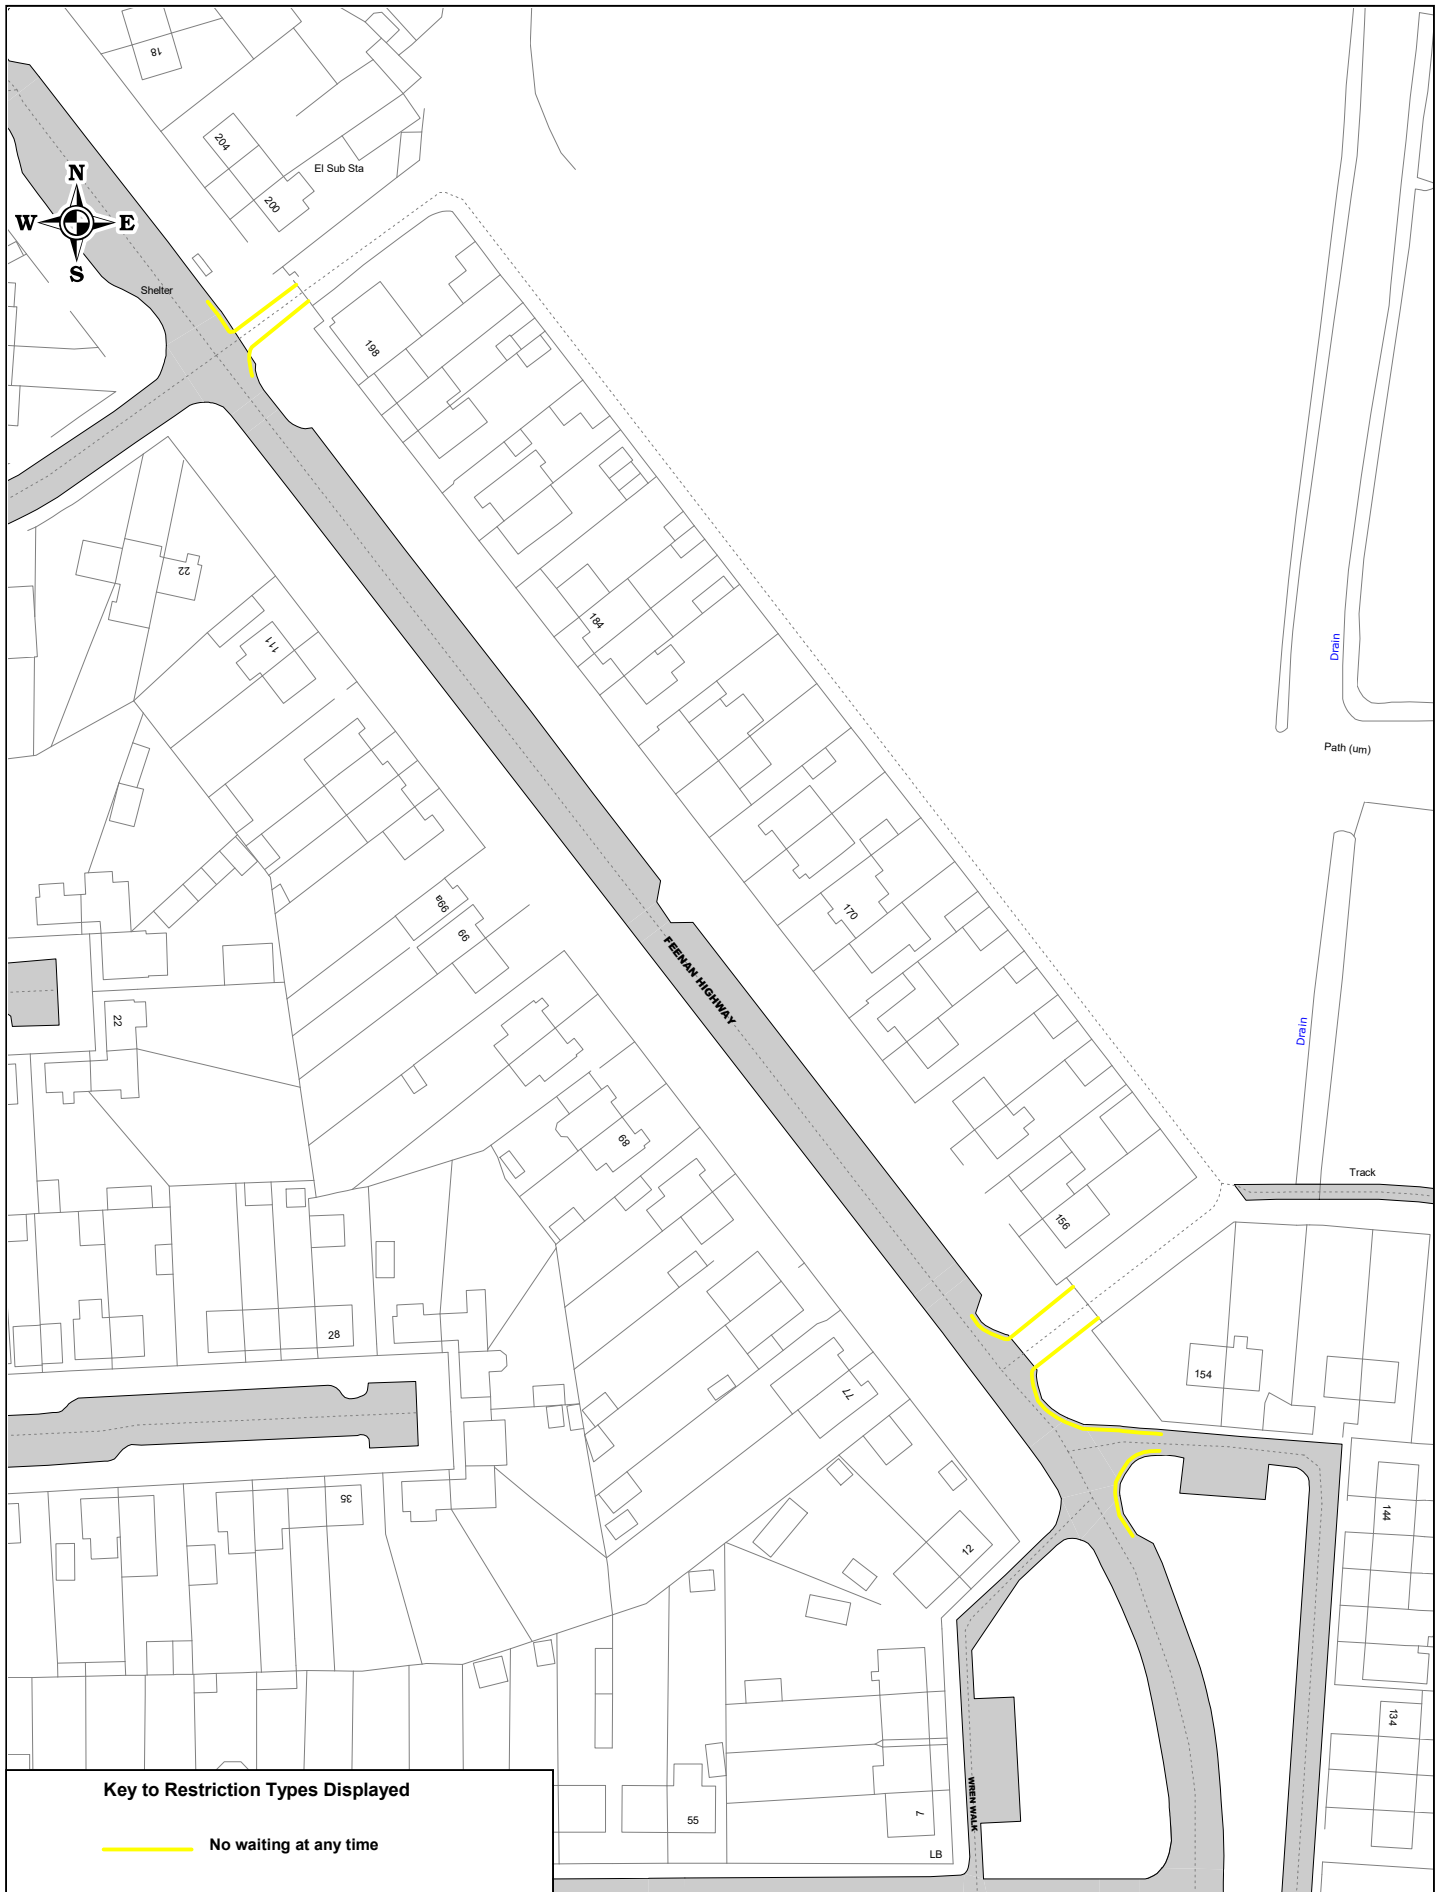 18
204
El Sub Sta
200
N
W E
S
Shelter
198
22
111
184
Drain
Path (um)
170
99a
99
FEENAN HIGHWAY
22
Drain
89
Track
156
28
77
154
35
144
12
134
Key to Restriction Types Displayed
No waiting at any time
55
7
WREN WALK
LB